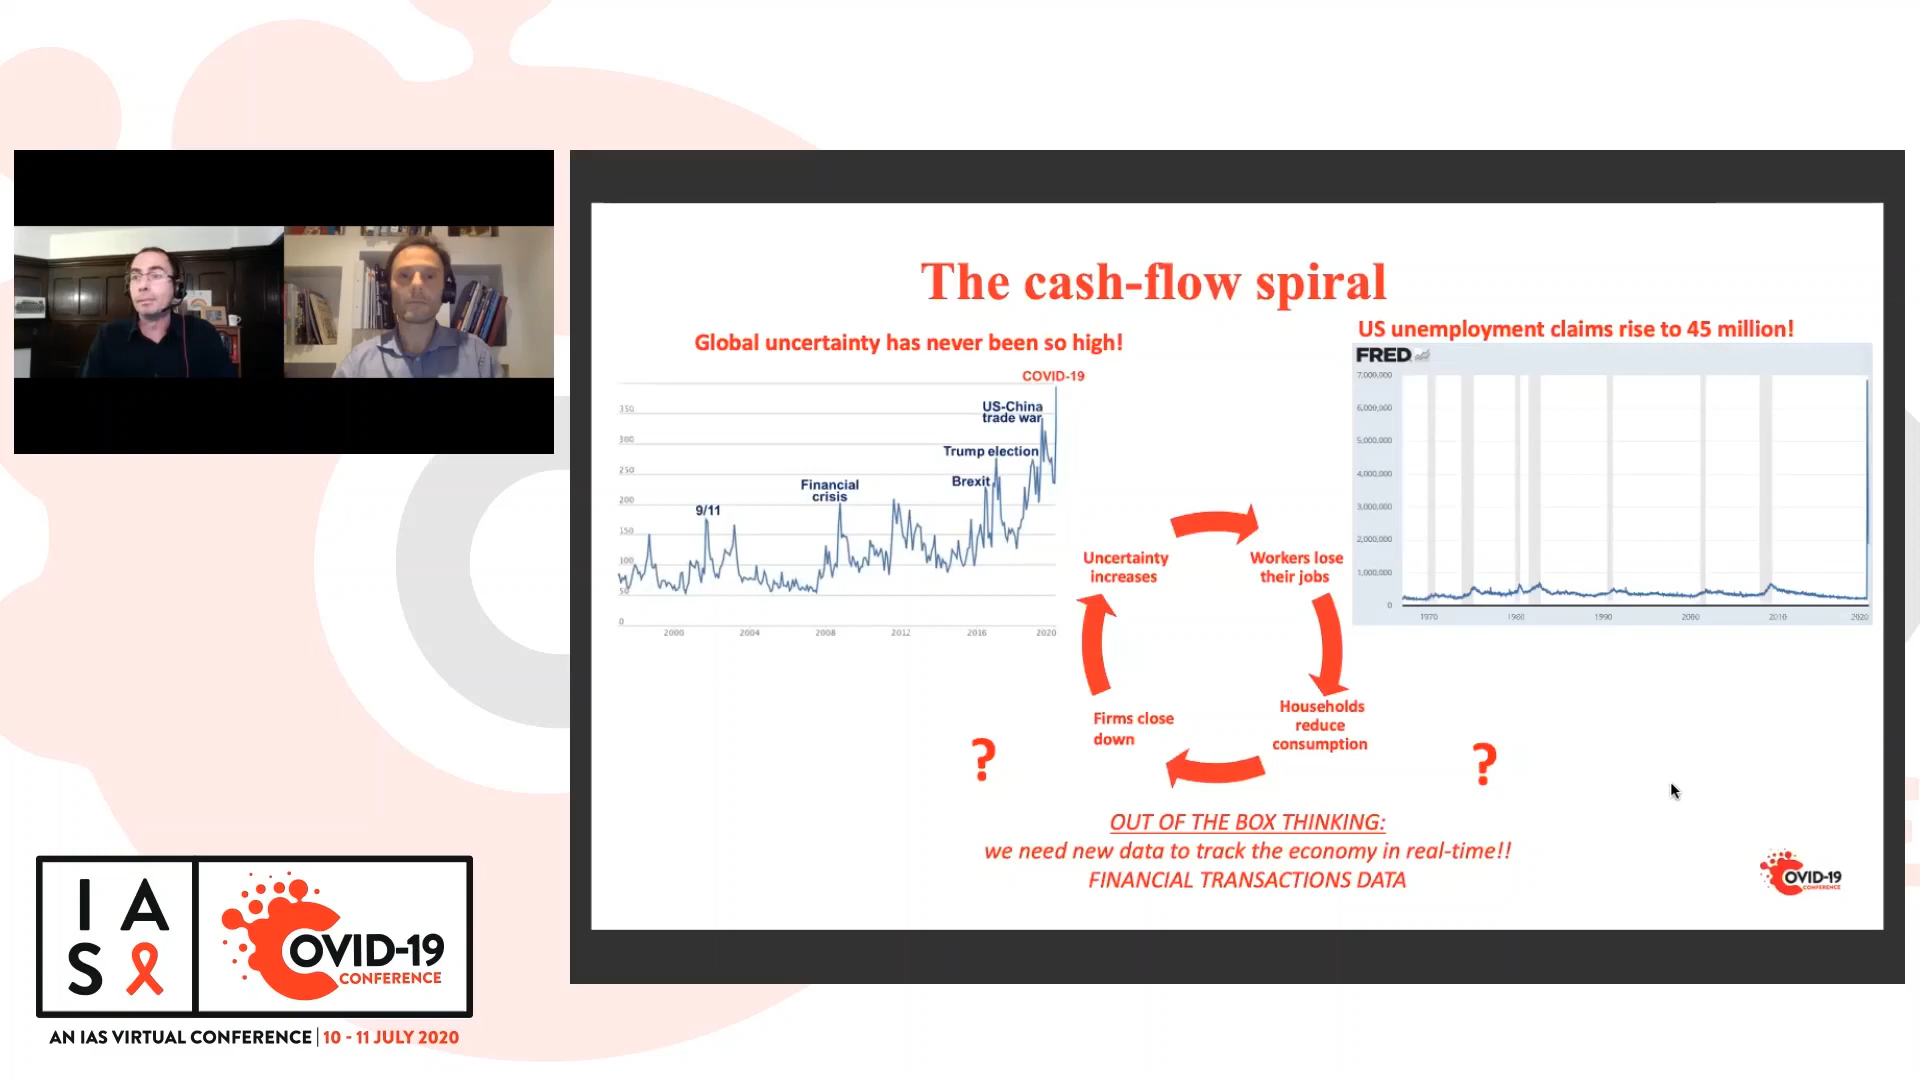 The cash-flow spiral
Global uncertainty has never been so high!
US unemployment claims rise to 45 million!
COVID-19
US-China
trade war
Trump election
Brexit
Financial
crisis
9/11
350
300
250
200
150
100
50
0
2000 2004 2008 2012 2016 2020
FRED
7,000,000
6,000,000
5,000,000
4,000,000
3,000,000
2,000,000
1,000,000
0
1970 1980 1990 2000 2010 2020
Uncertainty
increases
Workers lose
their jobs
Households
reduce
consumption
Firms close
down
?
?
OUT OF THE BOX THINKING:
we need new data to track the economy in real-time!!
FINANCIAL TRANSACTIONS DATA
COVID-19
CONFERENCE
IA
S
COVID-19
CONFERENCE
AN IAS VIRTUAL CONFERENCE | 10 - 11 JULY 2020